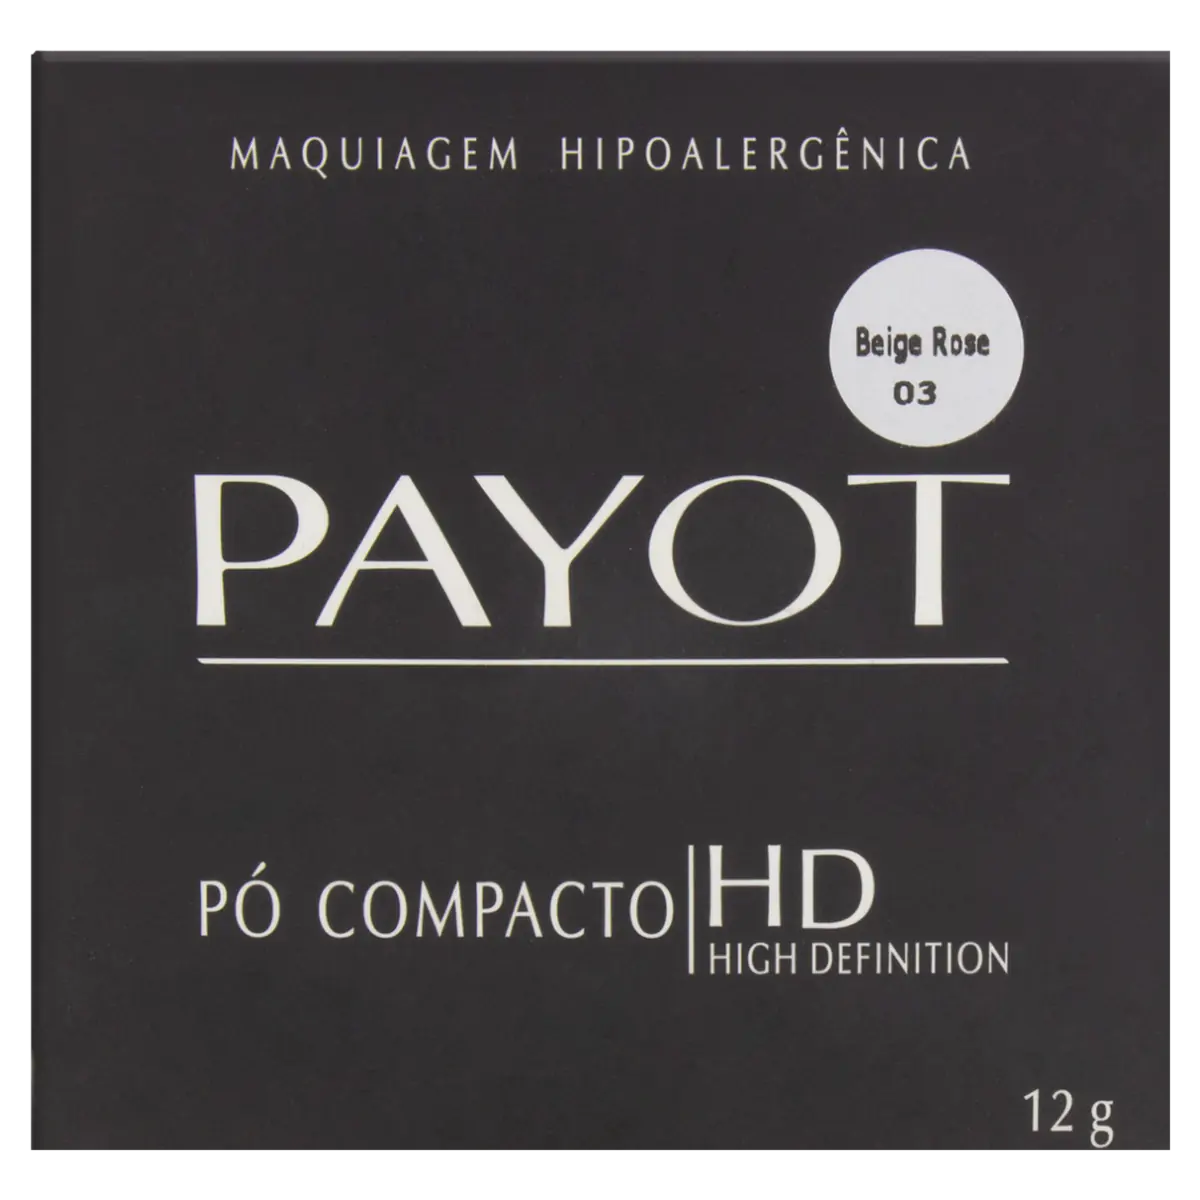 MAQUIAGEM HIPOALERGÊNICA
Beige Rose
03
PAYOT
PÓ COMPACTO HD
HIGH DEFINITION
12 g